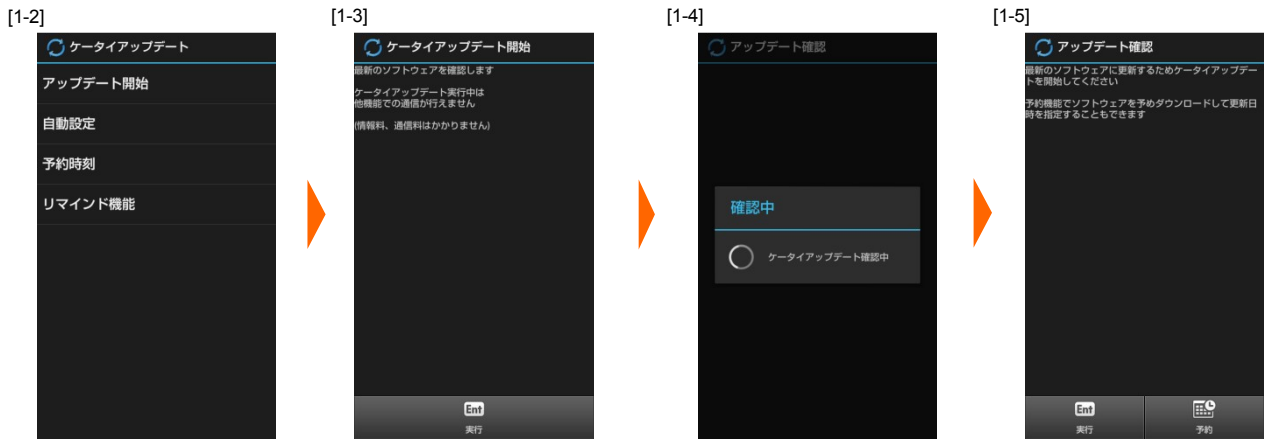 [1-2]
ケータイアップデート
アップデート開始
自動設定
予約時刻
リマインド機能
[1-3]
ケータイアップデート開始
最新のソフトウェアを確認します
ケータイアップデート実行中は
他機能での通信が行えません
(情報料、通信料はかかりません)
Ent
実行
[1-4]
アップデート確認
確認中
ケータイアップデート確認中
[1-5]
アップデート確認
最新のソフトウェアに更新するためケータイアップデー
トを開始してください
予約機能でソフトウェアを予めダウンロードして更新日
時を指定することもできます
Ent
実行
予約